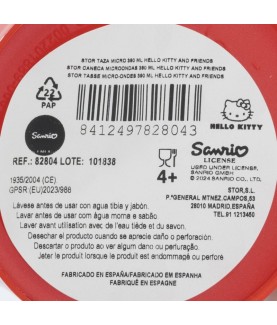 STOR TAZA MICRO 380 ML HELLO KITTY AND FRIENDS
STOR CANECA MICROONDAS 380 ML HELLO KITTY AND FRIENDS
STOR TASSE MICRO-ONDES 380 ML HELLO KITTY AND FRIENDS
22
PAP
8412497828043
HELLO KITTY
Sanrio
REF.: 82804 LOTE: 101838
4+
Sanrio
LICENSE
USED UNDER LICENSE,
SANRIO GMBH
© 2024 SANRIO CO., LTD.
1935/2004 (CE)
GPSR (EU)2023/988
STOR,S.L.
Pº GENERAL MTNEZ.CAMPOS,53
28010 MADRID. ESPAÑA
TEL. 91 1213450
Lávese antes de usar con agua tibia y jabón.
Lavar antes de usar com água morna e sabão.
Laver avant utilisation avec de l'eau tiède et du savon.
Desechar el producto cuando se aprecie daño o perforación.
Descartar o produto ao ver algum dano ou perfuração.
Jeter le produit lorsque le produit est endommagé ou perforé
FABRICADO EN ESPAÑA/FABRICADO EM ESPANHA
FABRIQUÉ EN ESPAGNE